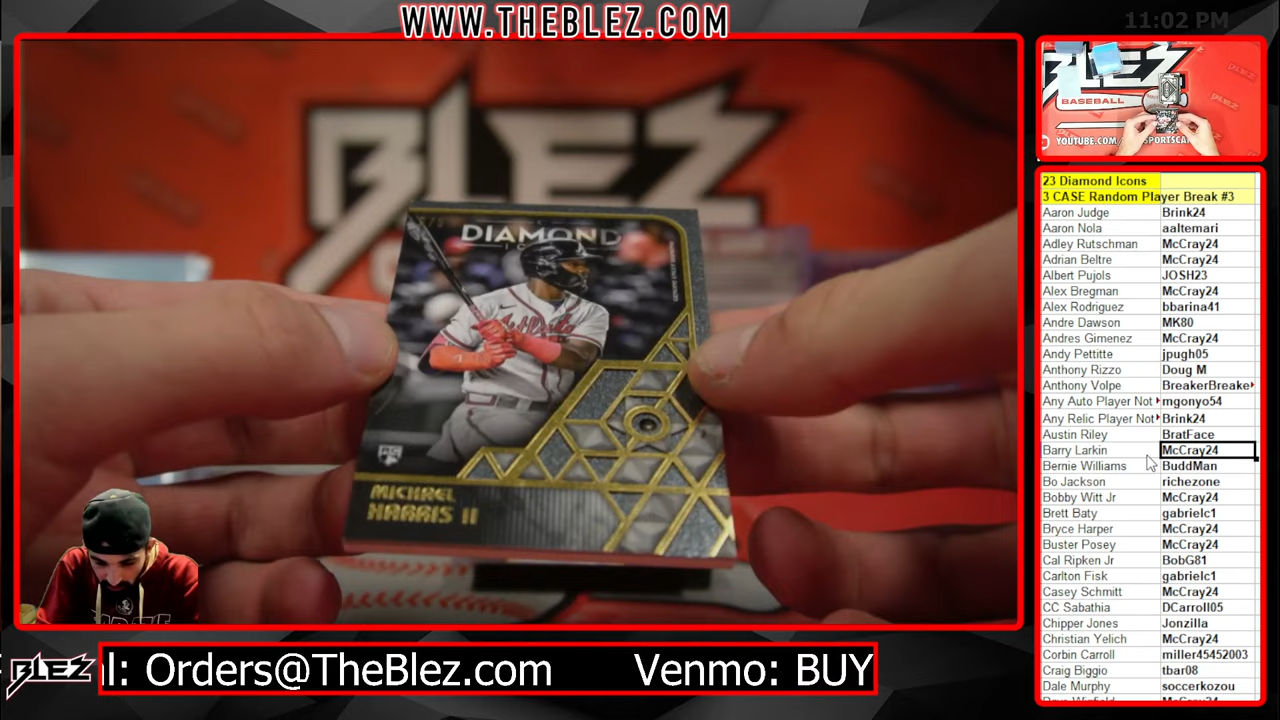 WWW.THEBLEZ.COM
11:02 PM
BLEZ
DIAMOND
MICHAEL
HARRIS II
RC
BLEZ
BASEBALL
23 Diamond Icons
3 CASE Random Player Break #3
Aaron Judge Brink24
Aaron Nola aaltemari
Adley Rutschman McCray24
Adrian Beltre McCray24
Albert Pujols JOSH23
Alex Bregman McCray24
Alex Rodriguez bbarina41
Andre Dawson MK80
Andres Gimenez McCray24
Andy Pettitte jpugh05
Anthony Rizzo Doug M
Anthony Volpe BreakerBreake
Any Auto Player Not mgonyo54
Any Relic Player Not Brink24
Austin Riley BratFace
Barry Larkin McCray24
Bernie Williams BuddMan
Bo Jackson richezone
Bobby Witt Jr McCray24
Brett Baty gabrielc1
Bryce Harper McCray24
Buster Posey McCray24
Cal Ripken Jr BobG81
Carlton Fisk gabrielc1
Casey Schmitt McCray24
CC Sabathia DCarroll05
Chipper Jones Jonzilla
Christian Yelich McCray24
Corbin Carroll miller45452003
Craig Biggio tbar08
Dale Murphy soccerkozou
BLEZ
l: Orders@TheBlez.com Venmo: BUY